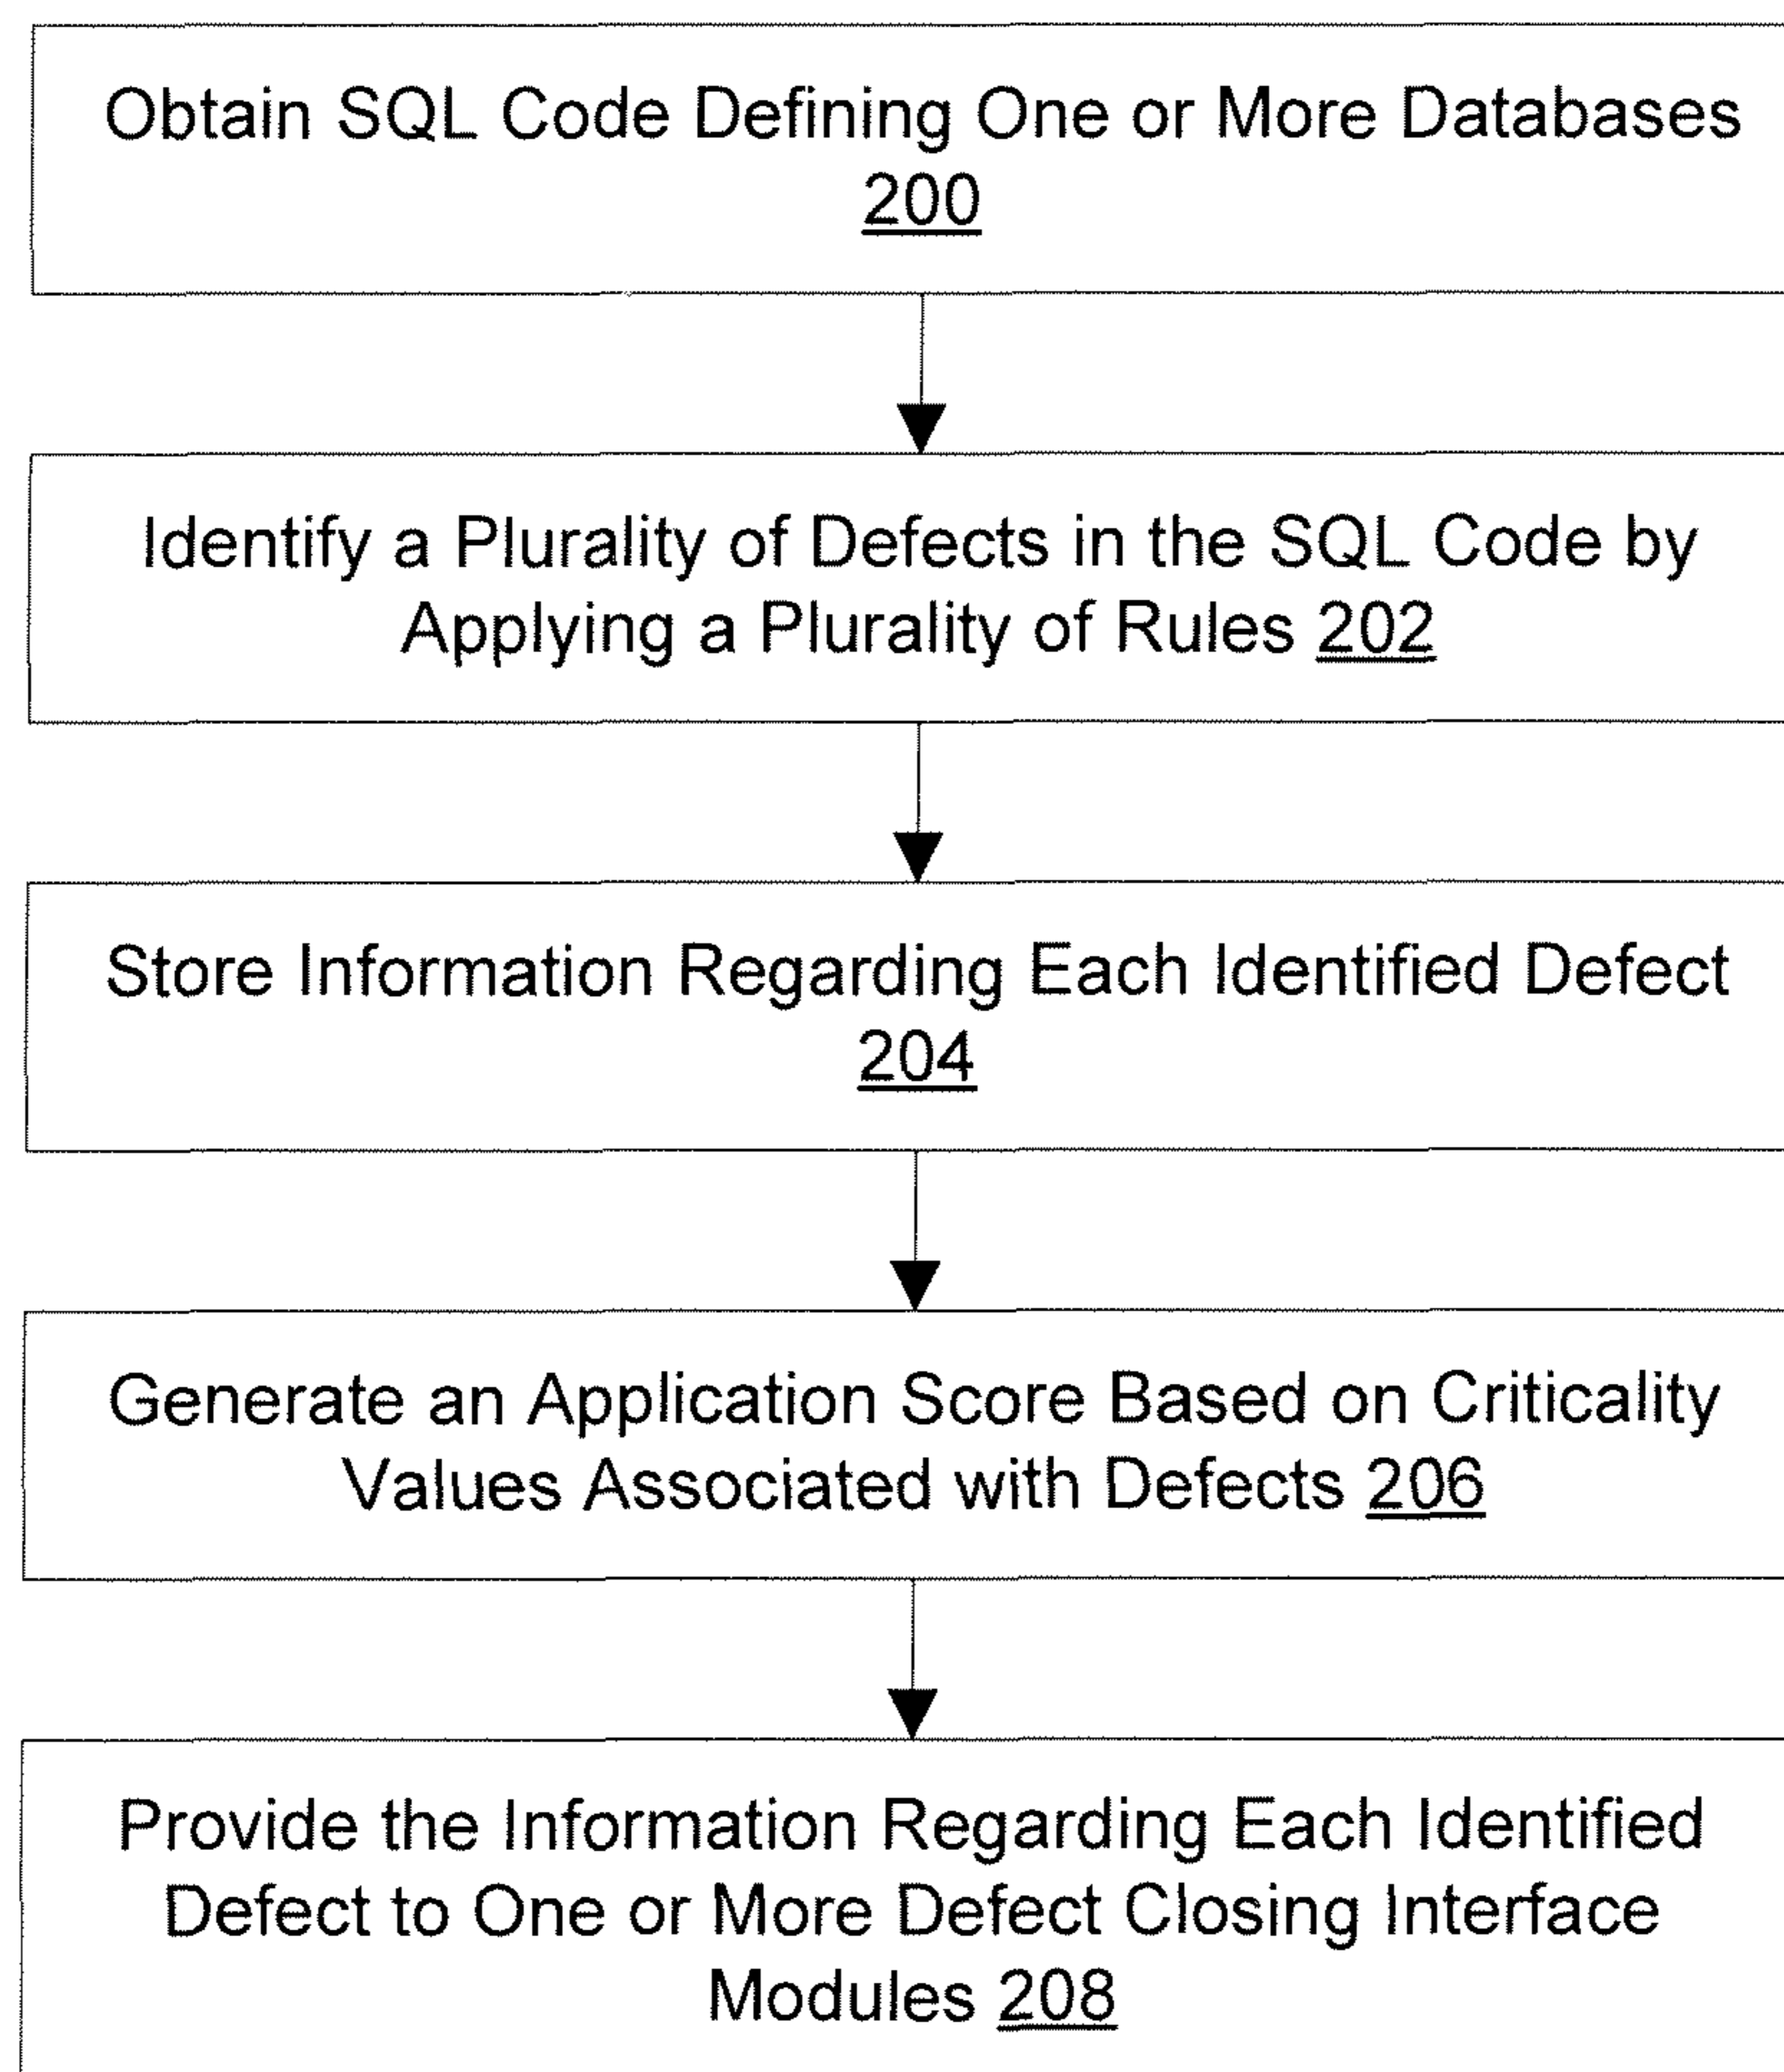 Obtain SQL Code Defining One or More Databases
200
Identify a Plurality of Defects in the SQL Code by
Applying a Plurality of Rules 202
Store Information Regarding Each Identified Defect
204
Generate an Application Score Based on Criticality
Values Associated with Defects 206
Provide the Information Regarding Each Identified
Defect to One or More Defect Closing Interface
Modules 208